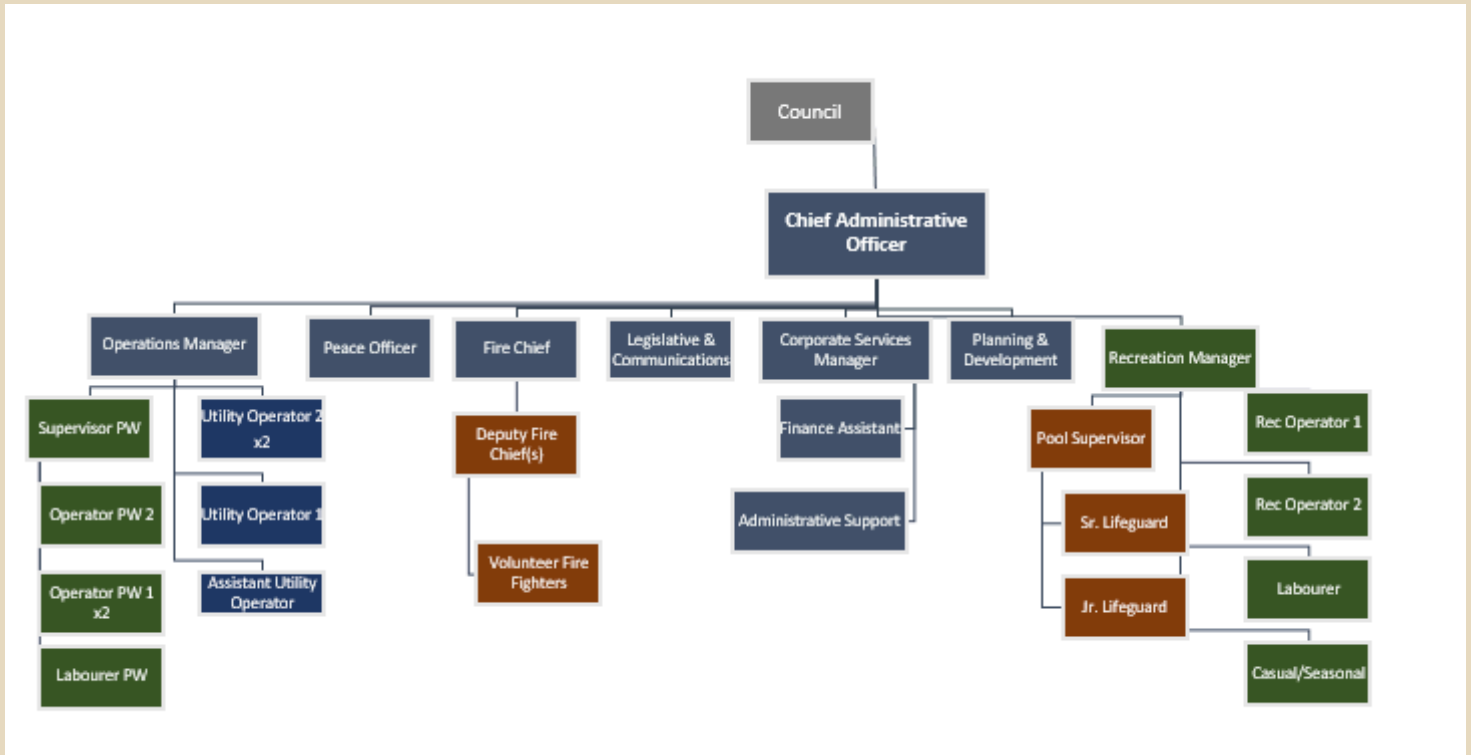 Council
Chief Administrative
Officer
Operations Manager
Peace Officer
Fire Chief
Legislative &
Communications
Corporate Services
Manager
Planning &
Development
Recreation Manager
Supervisor PW
Utility Operator 2
x2
Deputy Fire
Chief(s)
Finance Assistant
Pool Supervisor
Rec Operator 1
Operator PW 2
Utility Operator 1
Administrative Support
Sr. Lifeguard
Rec Operator 2
Operator PW 1
x2
Assistant Utility
Operator
Volunteer Fire
Fighters
Jr. Lifeguard
Labourer
Labourer PW
Casual/Seasonal